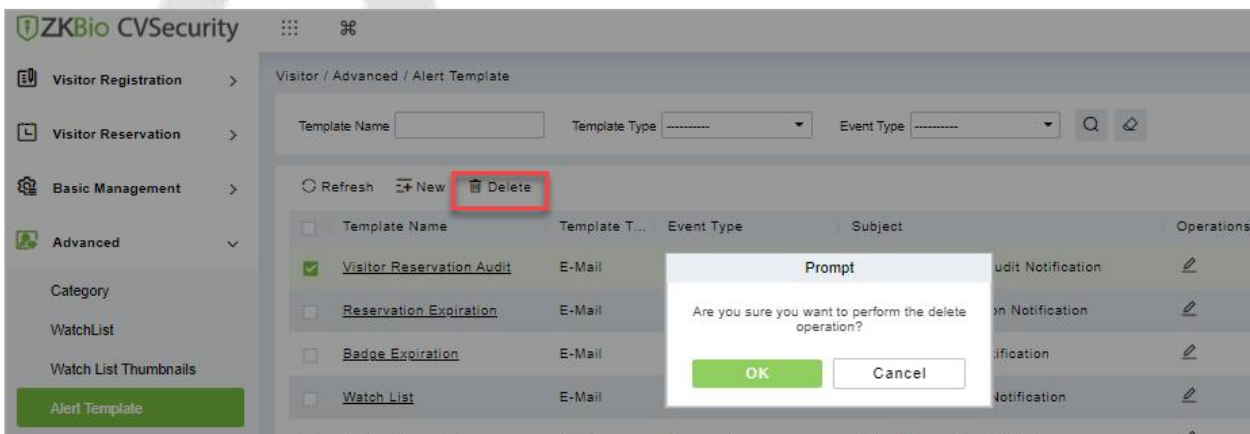 ZKBio CVSecurity
Visitor Registration
Visitor / Advanced / Alert Template
Visitor Reservation
Template Name
Template Type ----------
Event Type ----------
Basic Management
Refresh New Delete
Template Name Template T... Event Type Subject Operations
Advanced
Visitor Reservation Audit E-Mail udit Notification
Prompt
Category
Reservation Expiration E-Mail on Notification
Are you sure you want to perform the delete
operation?
WatchList
Badge Expiration E-Mail ification
Watch List Thumbnails
OK Cancel
Watch List E-Mail Notification
Alert Template